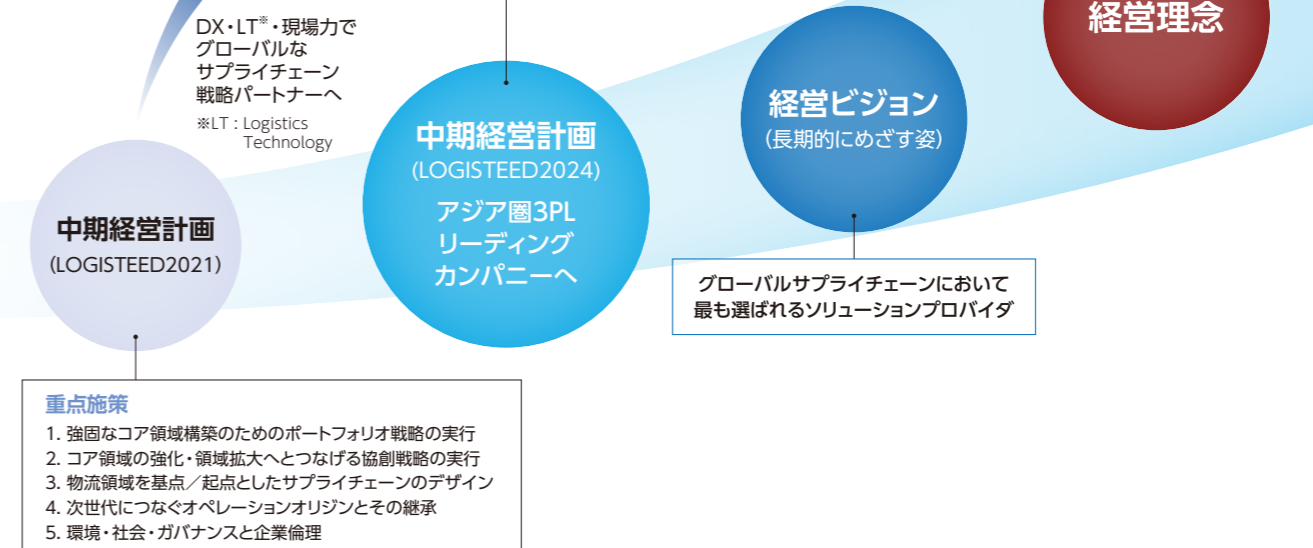 DX・LT※・現場力で
グローバルな
サプライチェーン
戦略パートナーへ
※LT : Logistics
Technology
中期経営計画
(LOGISTEED2021)
中期経営計画
(LOGISTEED2024)
アジア圏3PL
リーディング
カンパニーへ
経営ビジョン
(長期的にめざす姿)
経営理念
グローバルサプライチェーンにおいて
最も選ばれるソリューションプロバイダ
重点施策
1. 強固なコア領域構築のためのポートフォリオ戦略の実行
2. コア領域の強化・領域拡大へとつなげる協創戦略の実行
3. 物流領域を基点／起点としたサプライチェーンのデザイン
4. 次世代につなぐオペレーションオリジンとその継承
5. 環境・社会・ガバナンスと企業倫理